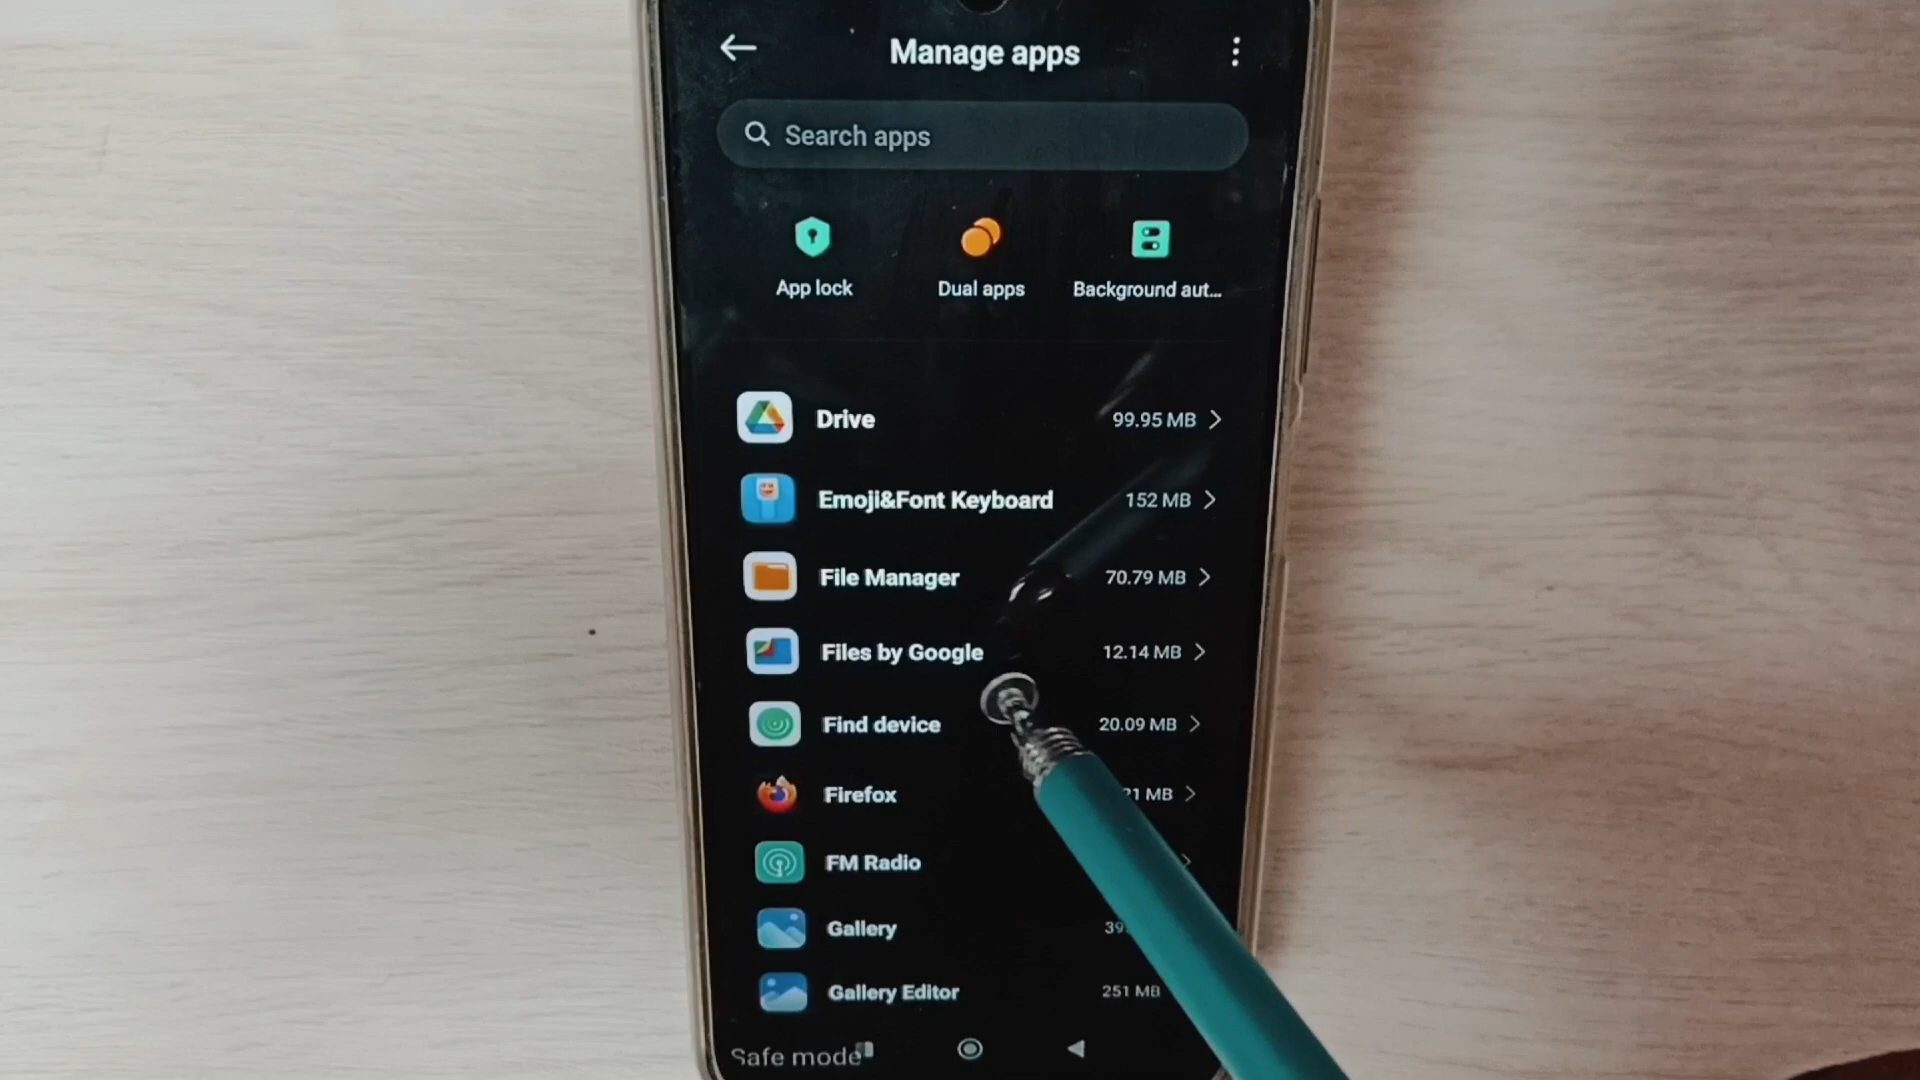 Manage apps
Search apps
App lock
Dual apps
Background aut...
Drive 99.95 MB
Emoji&Font Keyboard 152 MB
File Manager 70.79 MB
Files by Google 12.14 MB
Find device 20.09 MB
Firefox MB
FM Radio
Gallery
Gallery Editor 251 MB
Safe mode